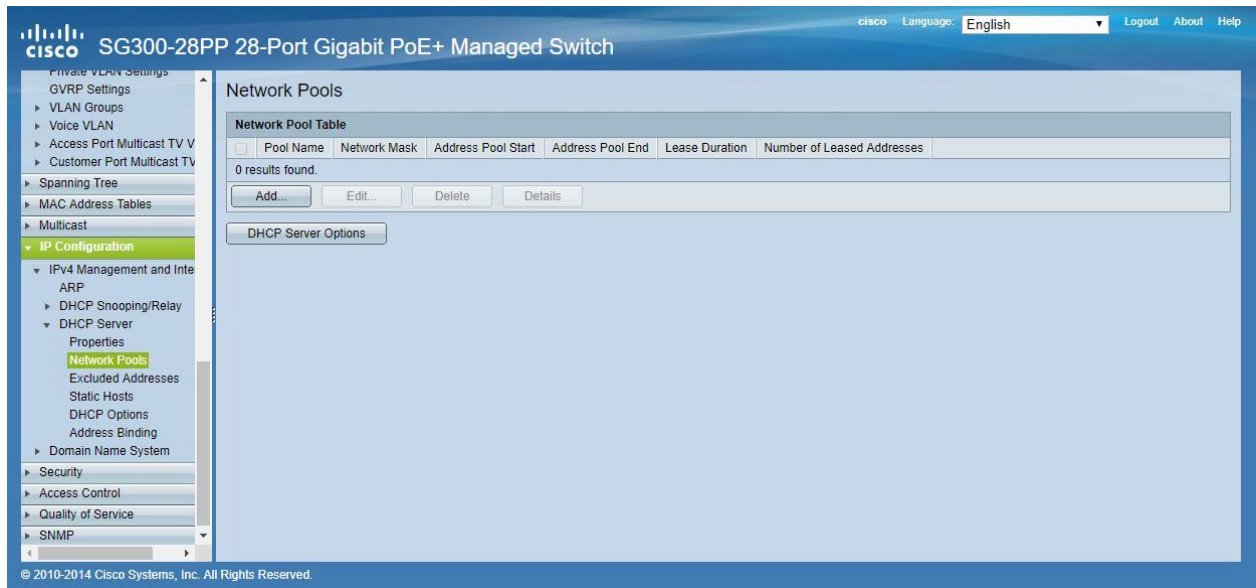 cisco Language: English Logout About Help
cisco SG300-28PP 28-Port Gigabit PoE+ Managed Switch
Private VLAN Settings
GVRP Settings
VLAN Groups
Voice VLAN
Access Port Multicast TV V
Customer Port Multicast TV
Spanning Tree
MAC Address Tables
Multicast
IP Configuration
IPv4 Management and Inte
ARP
DHCP Snooping/Relay
DHCP Server
Properties
Network Pools
Excluded Addresses
Static Hosts
DHCP Options
Address Binding
Domain Name System
Security
Access Control
Quality of Service
SNMP
Network Pools
Network Pool Table
Pool Name Network Mask Address Pool Start Address Pool End Lease Duration Number of Leased Addresses
0 results found.
Add... Edit... Delete Details
DHCP Server Options
© 2010-2014 Cisco Systems, Inc. All Rights Reserved.